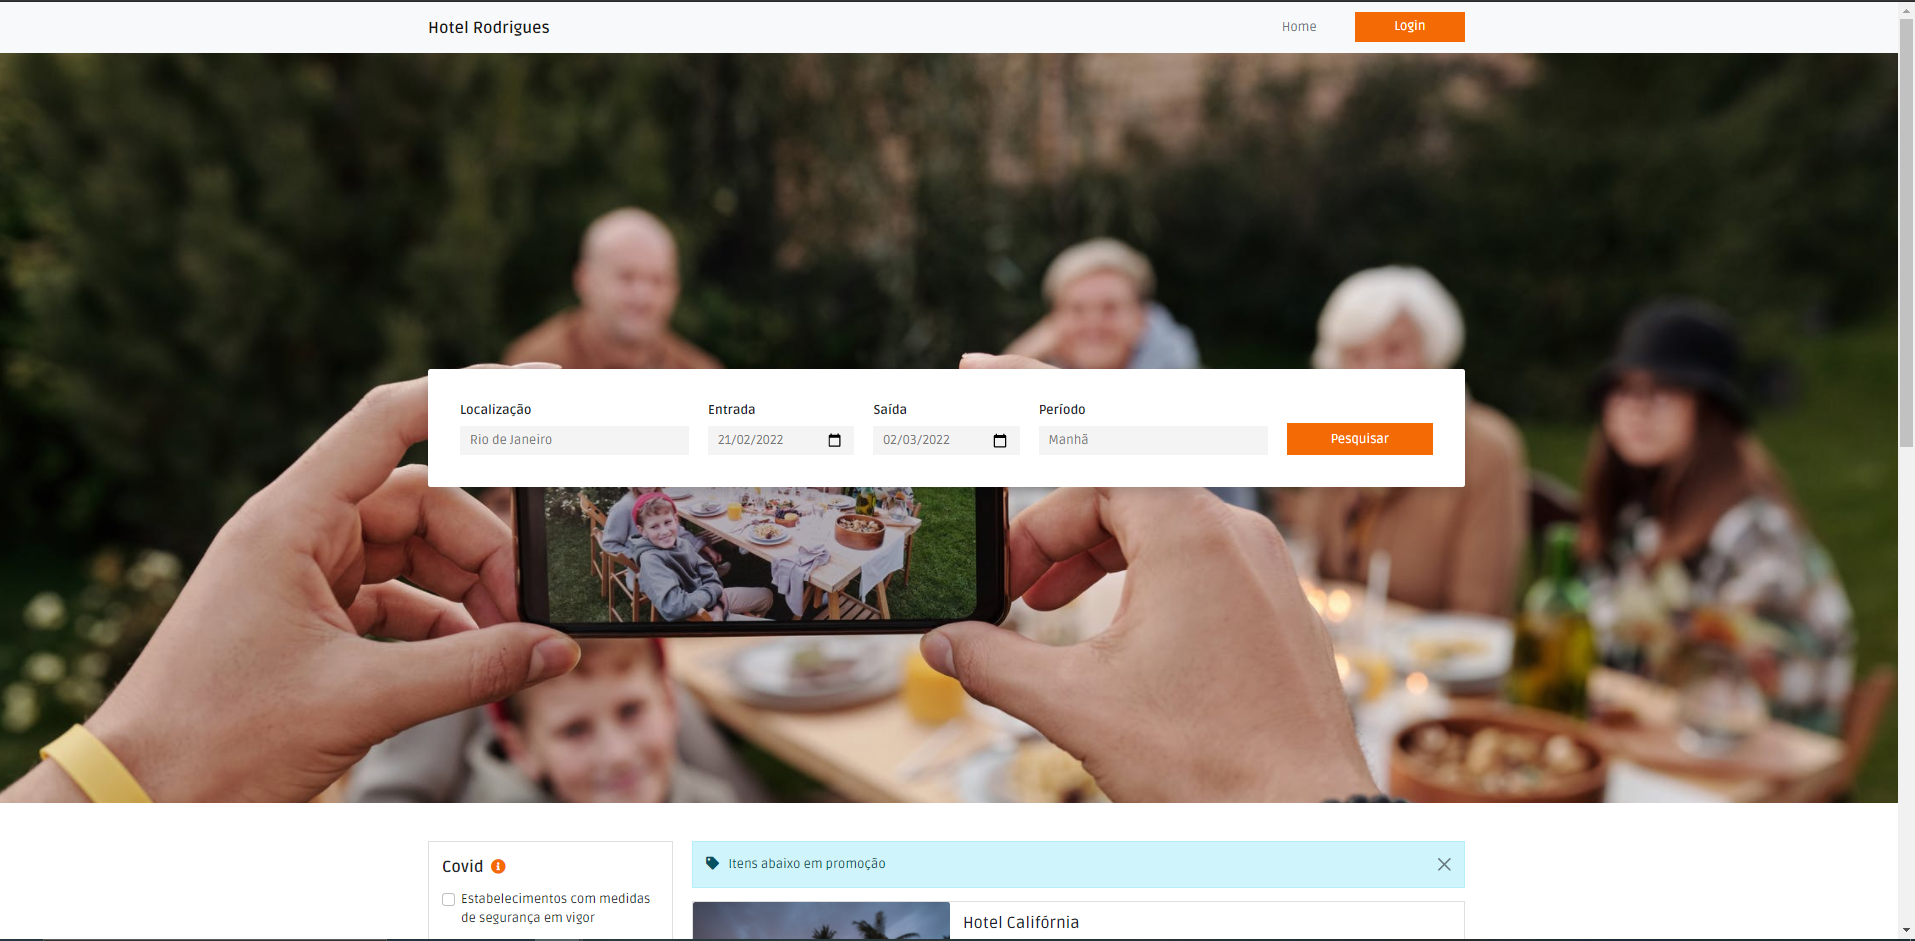 Hotel Rodrigues
Home
Login
Localização
Entrada
Saída
Período
Rio de Janeiro
21/02/2022
02/03/2022
Manhã
Pesquisar
Covid
Estabelecimentos com medidas
de segurança em vigor
Itens abaixo em promoção
Hotel Califórnia